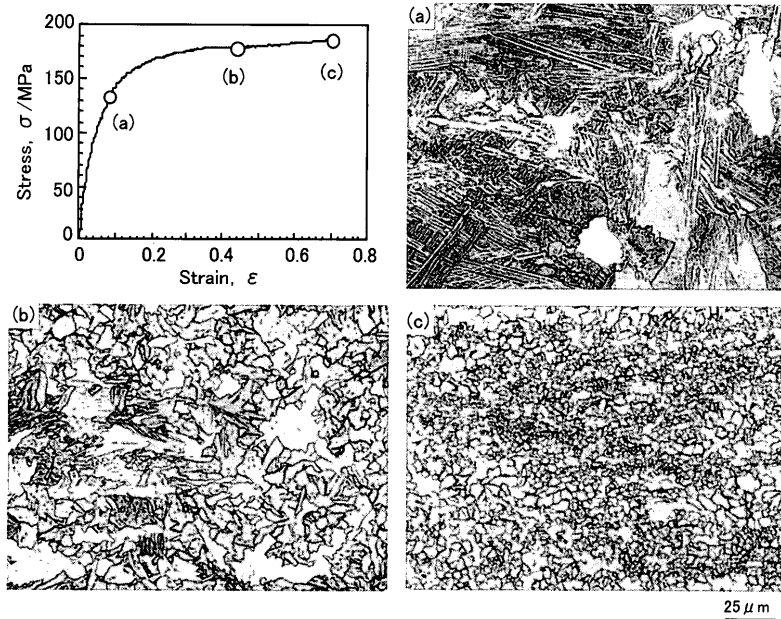 200
150
100
50
0
Stress, σ /MPa
(a)
(b)
(c)
0 0.2 0.4 0.6 0.8
Strain, ε
(a)
(b)
(c)
25 μ m